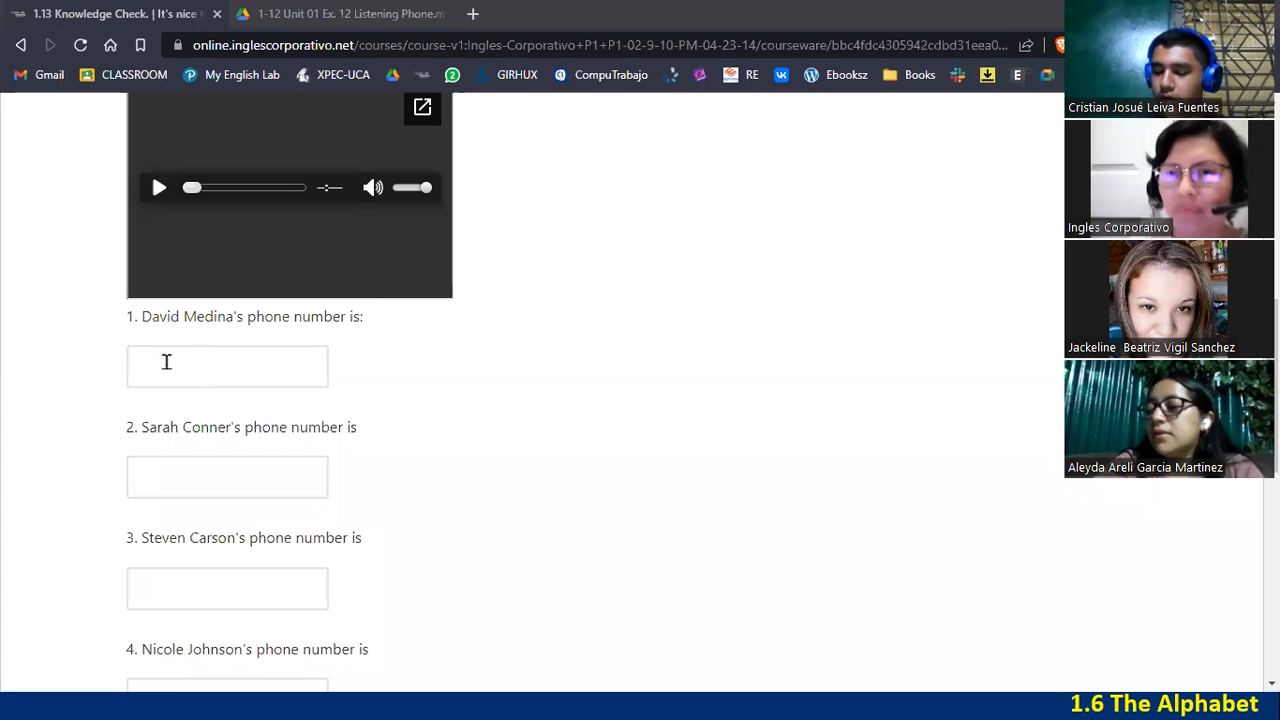 1.13 Knowledge Check. | It's nice
1-12 Unit 01 Ex. 12 Listening Phone.m
online.inglescorporativo.net/courses/course-v1:Ingles-Corporativo+P1+P1-02-9-10-PM-04-23-14/courseware/bbc4fdc4305942cdbd31eea0...
Gmail CLASSROOM My English Lab XPEC-UCA GIRHUX CompuTrabajo RE WordPress Ebooksz Books
Cristian Josué Leiva Fuentes
Ingles Corporativo
Jackeline Beatriz Vigil Sanchez
Aleyda Areli Garcia Martinez
1. David Medina's phone number is:
2. Sarah Conner's phone number is
3. Steven Carson's phone number is
4. Nicole Johnson's phone number is
1.6 The Alphabet